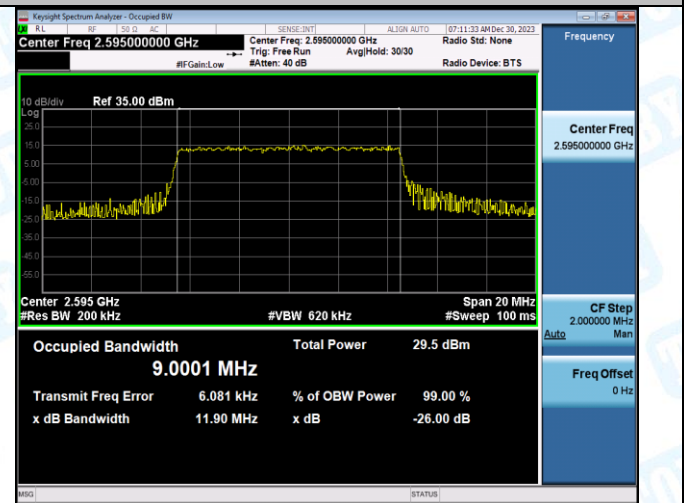 Keysight Spectrum Analyzer - Occupied BW
RL RF 50 Ω AC SENSE:INT ALIGN AUTO 07:11:33 AM Dec 30, 2023
Center Freq 2.595000000 GHz
Center Freq: 2.595000000 GHz
Radio Std: None
Trig: Free Run Avg|Hold: 30/30
#IFGain:Low #Atten: 40 dB Radio Device: BTS
Frequency
10 dB/div Ref 35.00 dBm
Log
25.0
15.0
5.00
-5.00
-15.0
-25.0
-35.0
-45.0
-55.0
Center 2.595 GHz Span 20 MHz
#Res BW 200 kHz #VBW 620 kHz #Sweep 100 ms
Occupied Bandwidth Total Power 29.5 dBm
9.0001 MHz
Transmit Freq Error 6.081 kHz % of OBW Power 99.00 %
x dB Bandwidth 11.90 MHz x dB -26.00 dB
Center Freq
2.595000000 GHz
CF Step
2.000000 MHz
Auto Man
Freq Offset
0 Hz
MSG STATUS